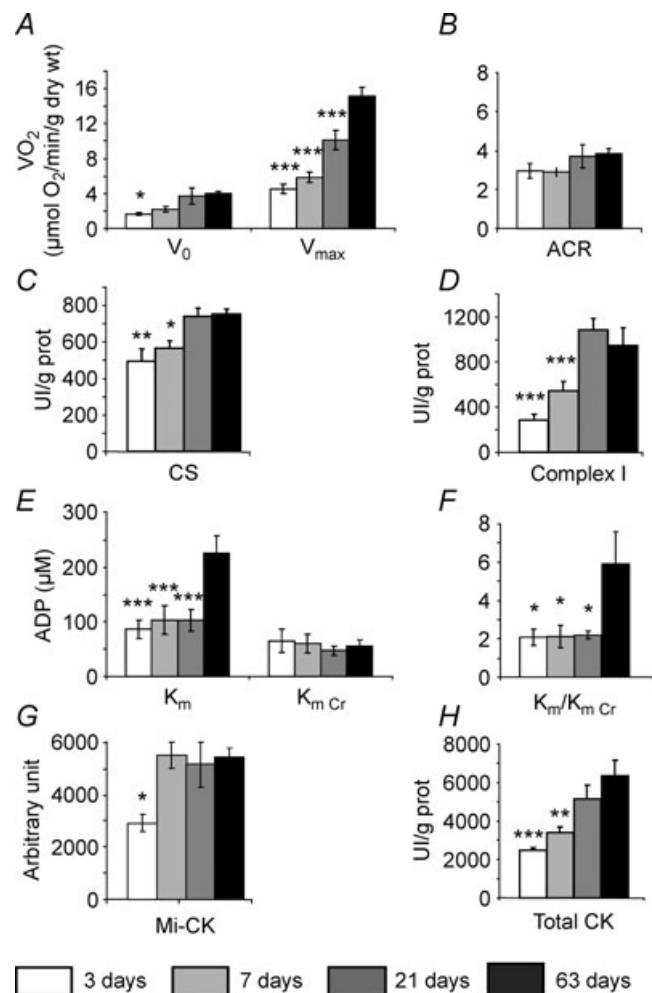 A
VO2
(μmol O2/min/g dry wt)
16
12
8
4
0
*
***
***
***
V0
Vmax
B
8
6
4
2
0
ACR
C
UI/g prot
800
600
400
200
0
**
*
CS
D
UI/g prot
1200
800
400
0
***
***
Complex I
E
ADP (μM)
300
200
100
0
***
***
***
Km
Km Cr
F
6
4
2
0
*
*
*
Km/Km Cr
G
Arbitrary unit
6000
4000
2000
0
*
Mi-CK
H
UI/g prot
8000
6000
4000
2000
0
***
**
Total CK
3 days
7 days
21 days
63 days